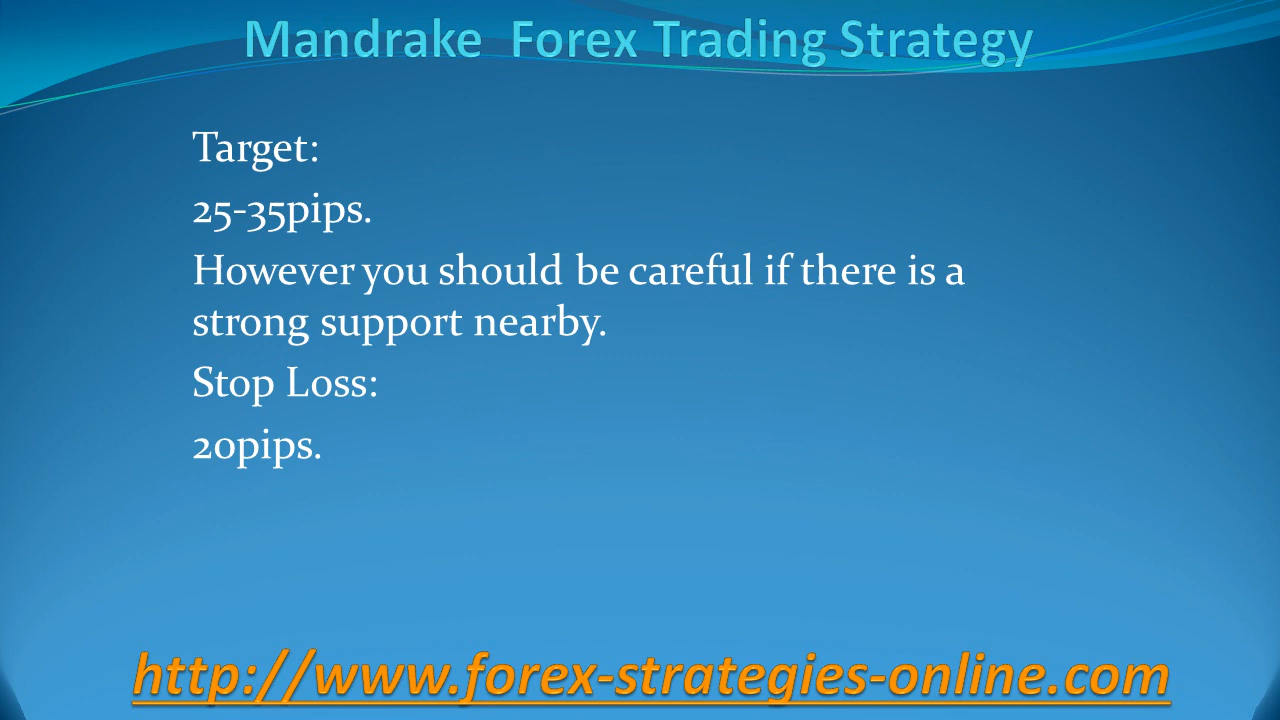 Mandrake  Forex Trading Strategy
Target:
25-35pips.
However you should be careful if there is a
strong support nearby.
Stop Loss:
20pips.
http://www.forex-strategies-online.com